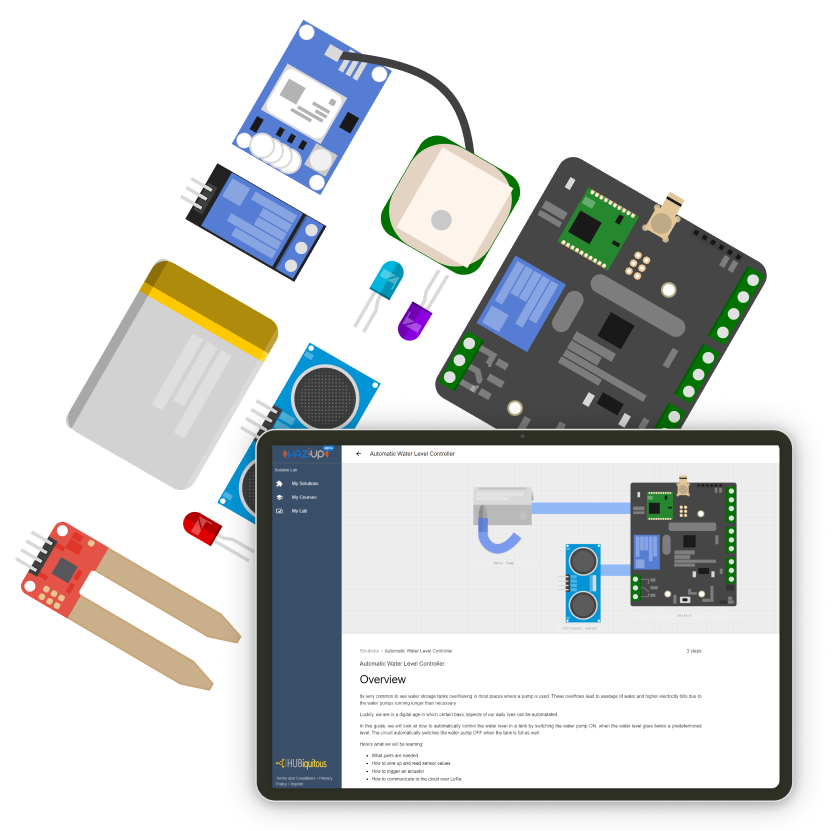 WAZIUP
Automatic Water Level Controller
Solution Lab
My Solutions
My Courses
My Lab
Water Pump
Ultrasonic Sensor
Solutions / Automatic Water Level Controller
3 steps
Automatic Water Level Controller
Overview
Its very common to see water storage tanks overflowing in most places where a pump is used. These overflows lead to wastage of water and higher electricity bills due to
the water pumps running longer than necessary
Luckily, we are in a digital age in which certain basic aspects of our daily lives can be automatated.
In this guide, we will look at how to automatically control the water level in a tank by switching the water pump ON, when the water level goes below a predetermined
level. The circuit automatically switches the water pump OFF when the tank is full as well.
Here's what we will be learning:
What parts are needed
How to wire up and read sensor values
How to trigger an actuator
How to communicate to the cloud over LoRa
HUBiquitous
Terms and Conditions - Privacy
Policy - Imprint